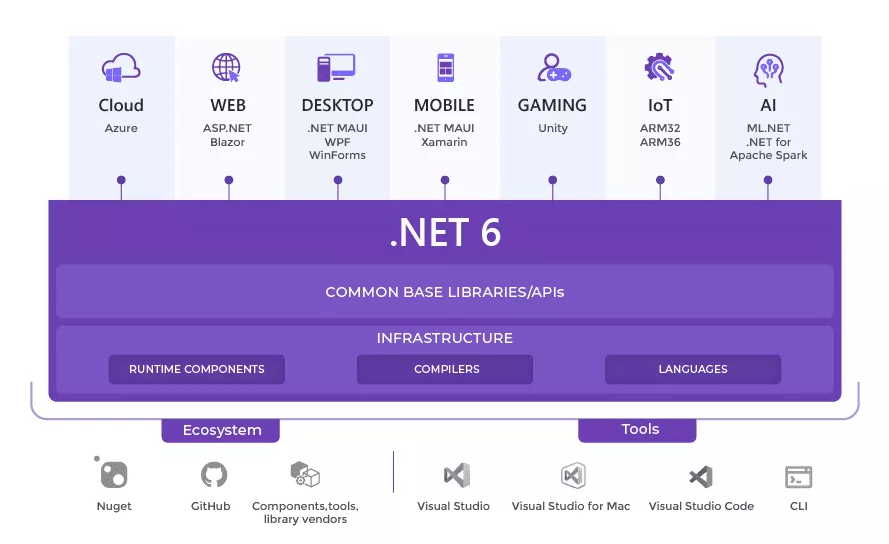 Cloud
Azure
WEB
ASP.NET
Blazor
DESKTOP
.NET MAUI
WPF
WinForms
MOBILE
.NET MAUI
Xamarin
GAMING
Unity
IoT
ARM32
ARM36
AI
ML.NET
.NET for
Apache Spark
.NET 6
COMMON BASE LIBRARIES/APIs
INFRASTRUCTURE
RUNTIME COMPONENTS
COMPILERS
LANGUAGES
Ecosystem
Tools
Nuget
GitHub
Components,tools,
library vendors
Visual Studio
Visual Studio for Mac
Visual Studio Code
CLI